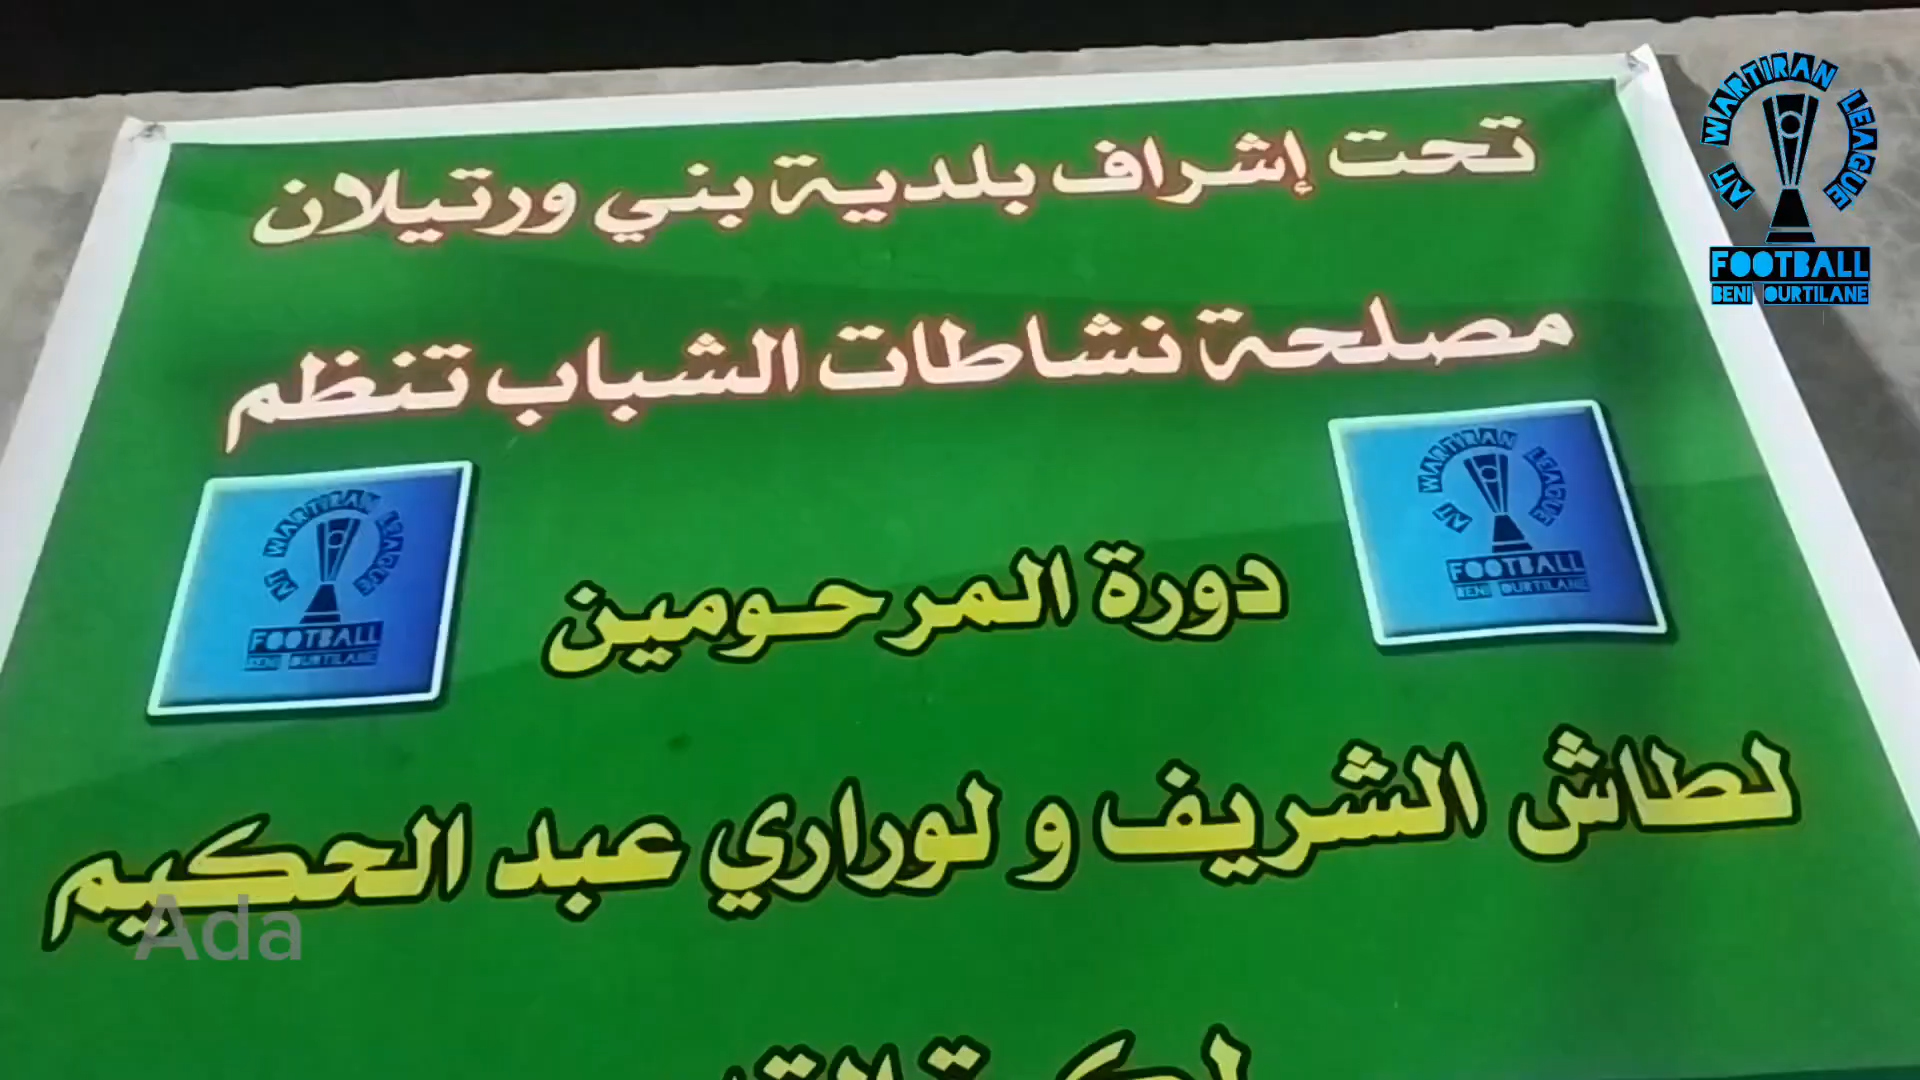 تحت إشراف بلدية بني ورتيلان
مصلحة نشاطات الشباب تنظم
دورة المرحومين
لطاش الشريف و لوراري عبد الحكيم
NT WARTIRAN LEAGUE
FOOTBALL
BENI OURTILANE
NT WARTIRAN LEAGUE
FOOTBALL
BENI OURTILANE
NT WARTIRAN LEAGUE
FOOTBALL
BENI OURTILANE
Ada